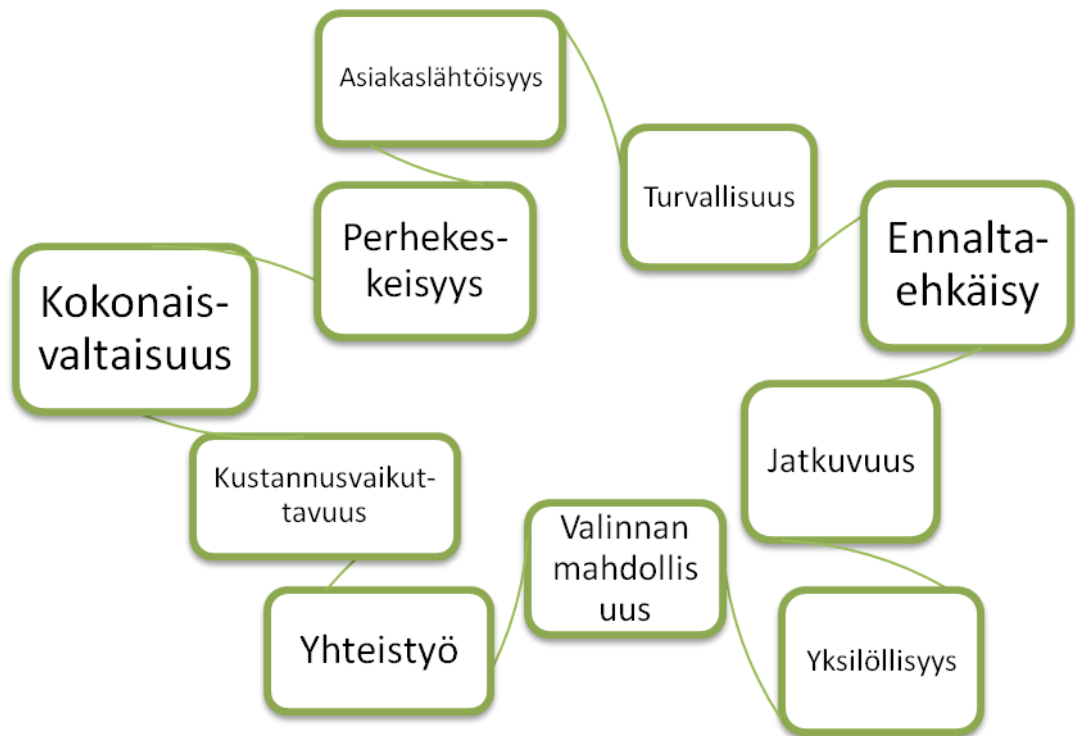 Asiakaslähtöisyys
Turvallisuus
Ennalta-
ehkäisy
Jatkuvuus
Yksilöllisyys
Valinnan
mahdollis
uus
Yhteistyö
Kustannusvaikut-
tavuus
Kokonais-
valtaisuus
Perhekes-
keisyys